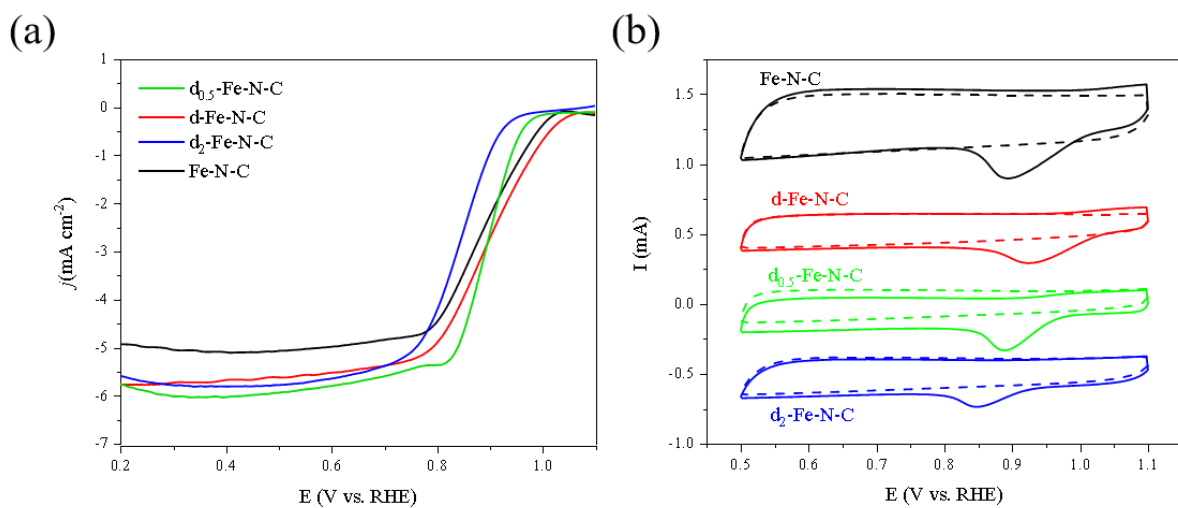 (a)
1
0
-1
-2
-3
-4
-5
-6
-7
j(mA cm⁻²)
d₀.₅-Fe-N-C
d-Fe-N-C
d₂-Fe-N-C
Fe-N-C
0.2 0.4 0.6 0.8 1.0
E (V vs. RHE)
(b)
1.5
1.0
0.5
0.0
-0.5
-1.0
I (mA)
Fe-N-C
d-Fe-N-C
d₀.₅-Fe-N-C
d₂-Fe-N-C
0.5 0.6 0.7 0.8 0.9 1.0 1.1
E (V vs. RHE)